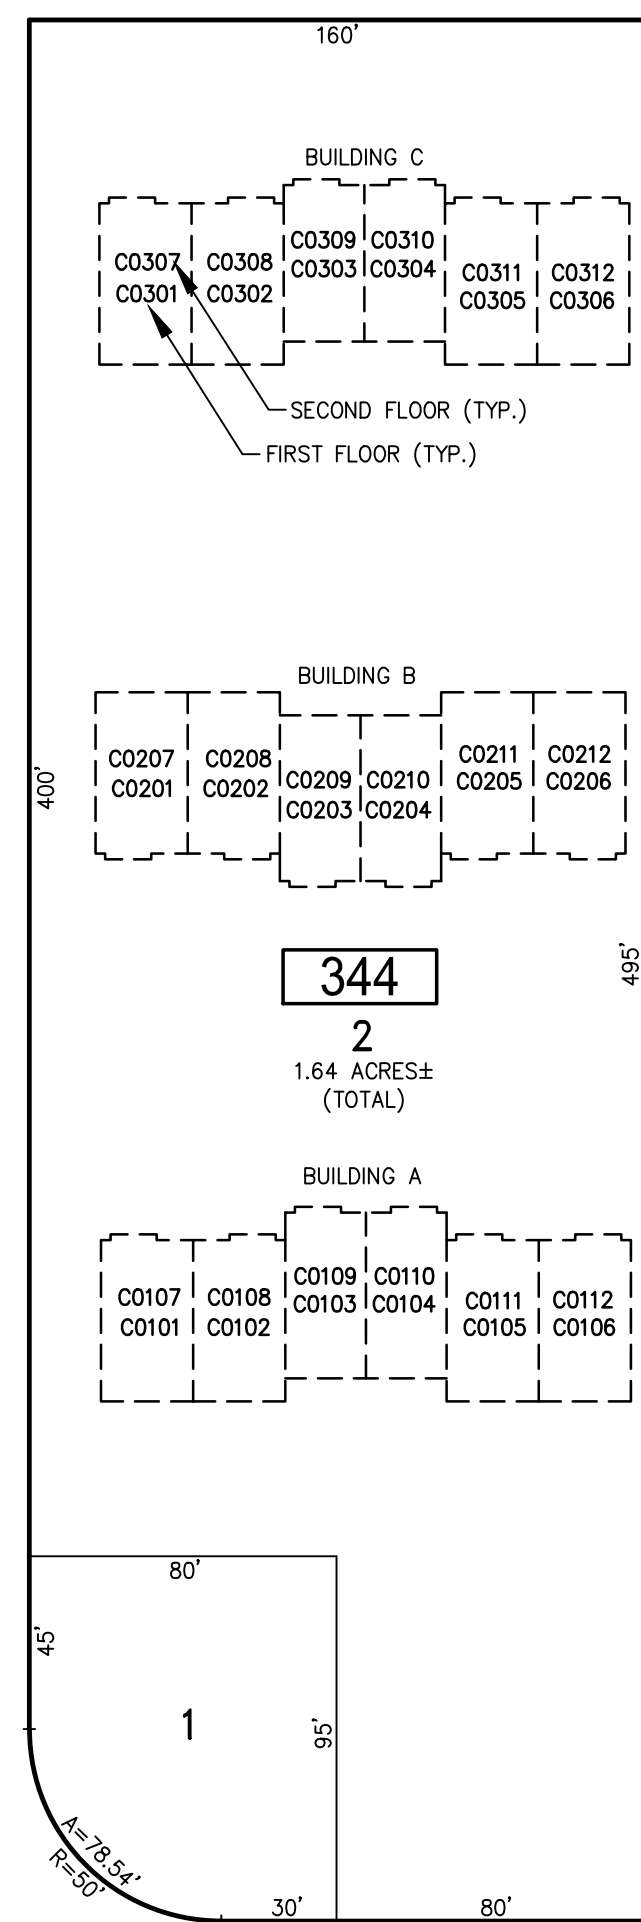 160'
BUILDING C
C0307 C0308 C0309 C0310 C0311 C0312
C0301 C0302 C0303 C0304 C0305 C0306
SECOND FLOOR (TYP.)
FIRST FLOOR (TYP.)
BUILDING B
C0207 C0208 C0209 C0210 C0211 C0212
C0201 C0202 C0203 C0204 C0205 C0206
400'
495'
344
2
1.64 ACRES±
(TOTAL)
BUILDING A
C0107 C0108 C0109 C0110 C0111 C0112
C0101 C0102 C0103 C0104 C0105 C0106
80'
45'
1
95'
A=78.54'
R=50'
30'
80'